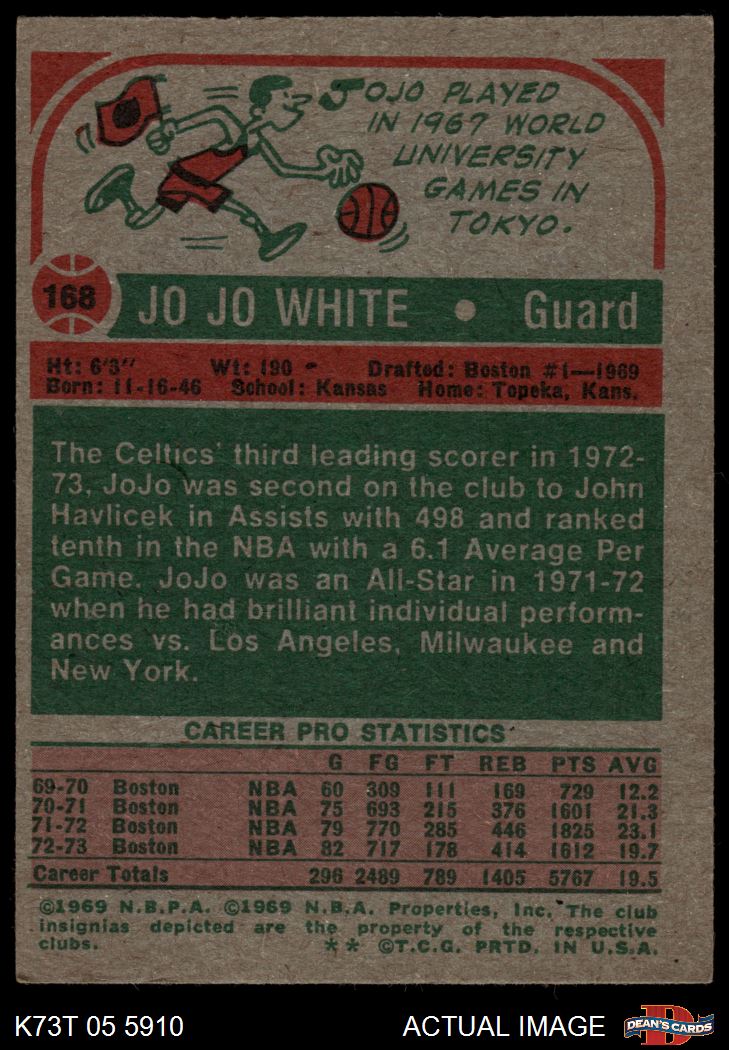 JOJO PLAYED
IN 1967 WORLD
UNIVERSITY
GAMES IN
TOKYO.
168
JO JO WHITE • Guard
Ht: 6'3" Wt: 190 Drafted: Boston #1—1969
Born: 11-16-46 School: Kansas Home: Topeka, Kans.
The Celtics' third leading scorer in 1972-
73, JoJo was second on the club to John
Havlicek in Assists with 498 and ranked
tenth in the NBA with a 6.1 Average Per
Game. JoJo was an All-Star in 1971-72
when he had brilliant individual perform-
ances vs. Los Angeles, Milwaukee and
New York.
CAREER PRO STATISTICS
G FG FT REB PTS AVG
69-70 Boston NBA 60 309 111 169 729 12.2
70-71 Boston NBA 75 693 215 376 1601 21.3
71-72 Boston NBA 79 770 285 446 1825 23.1
72-73 Boston NBA 82 717 178 414 1612 19.7
Career Totals 296 2489 789 1405 5767 19.5
©1969 N.B.P.A. ©1969 N.B.A. Properties, Inc. The club
insignias depicted are the property of the respective
clubs. ** ©T.C.G. PRTD. IN U.S.A.
K73T 05 5910 ACTUAL IMAGE DEAN'S CARDS